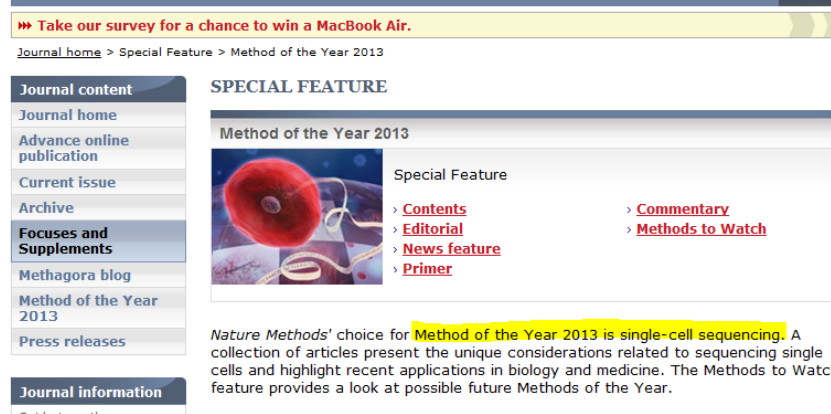 Take our survey for a chance to win a MacBook Air.
Journal home > Special Feature > Method of the Year 2013
Journal content
Journal home
Advance online
publication
Current issue
Archive
Focuses and
Supplements
Methagora blog
Method of the Year
2013
Press releases
Journal information
SPECIAL FEATURE
Method of the Year 2013
Special Feature
› Contents
› Editorial
› News feature
› Primer
› Commentary
› Methods to Watch
Nature Methods' choice for Method of the Year 2013 is single-cell sequencing. A
collection of articles present the unique considerations related to sequencing single
cells and highlight recent applications in biology and medicine. The Methods to Watc
feature provides a look at possible future Methods of the Year.